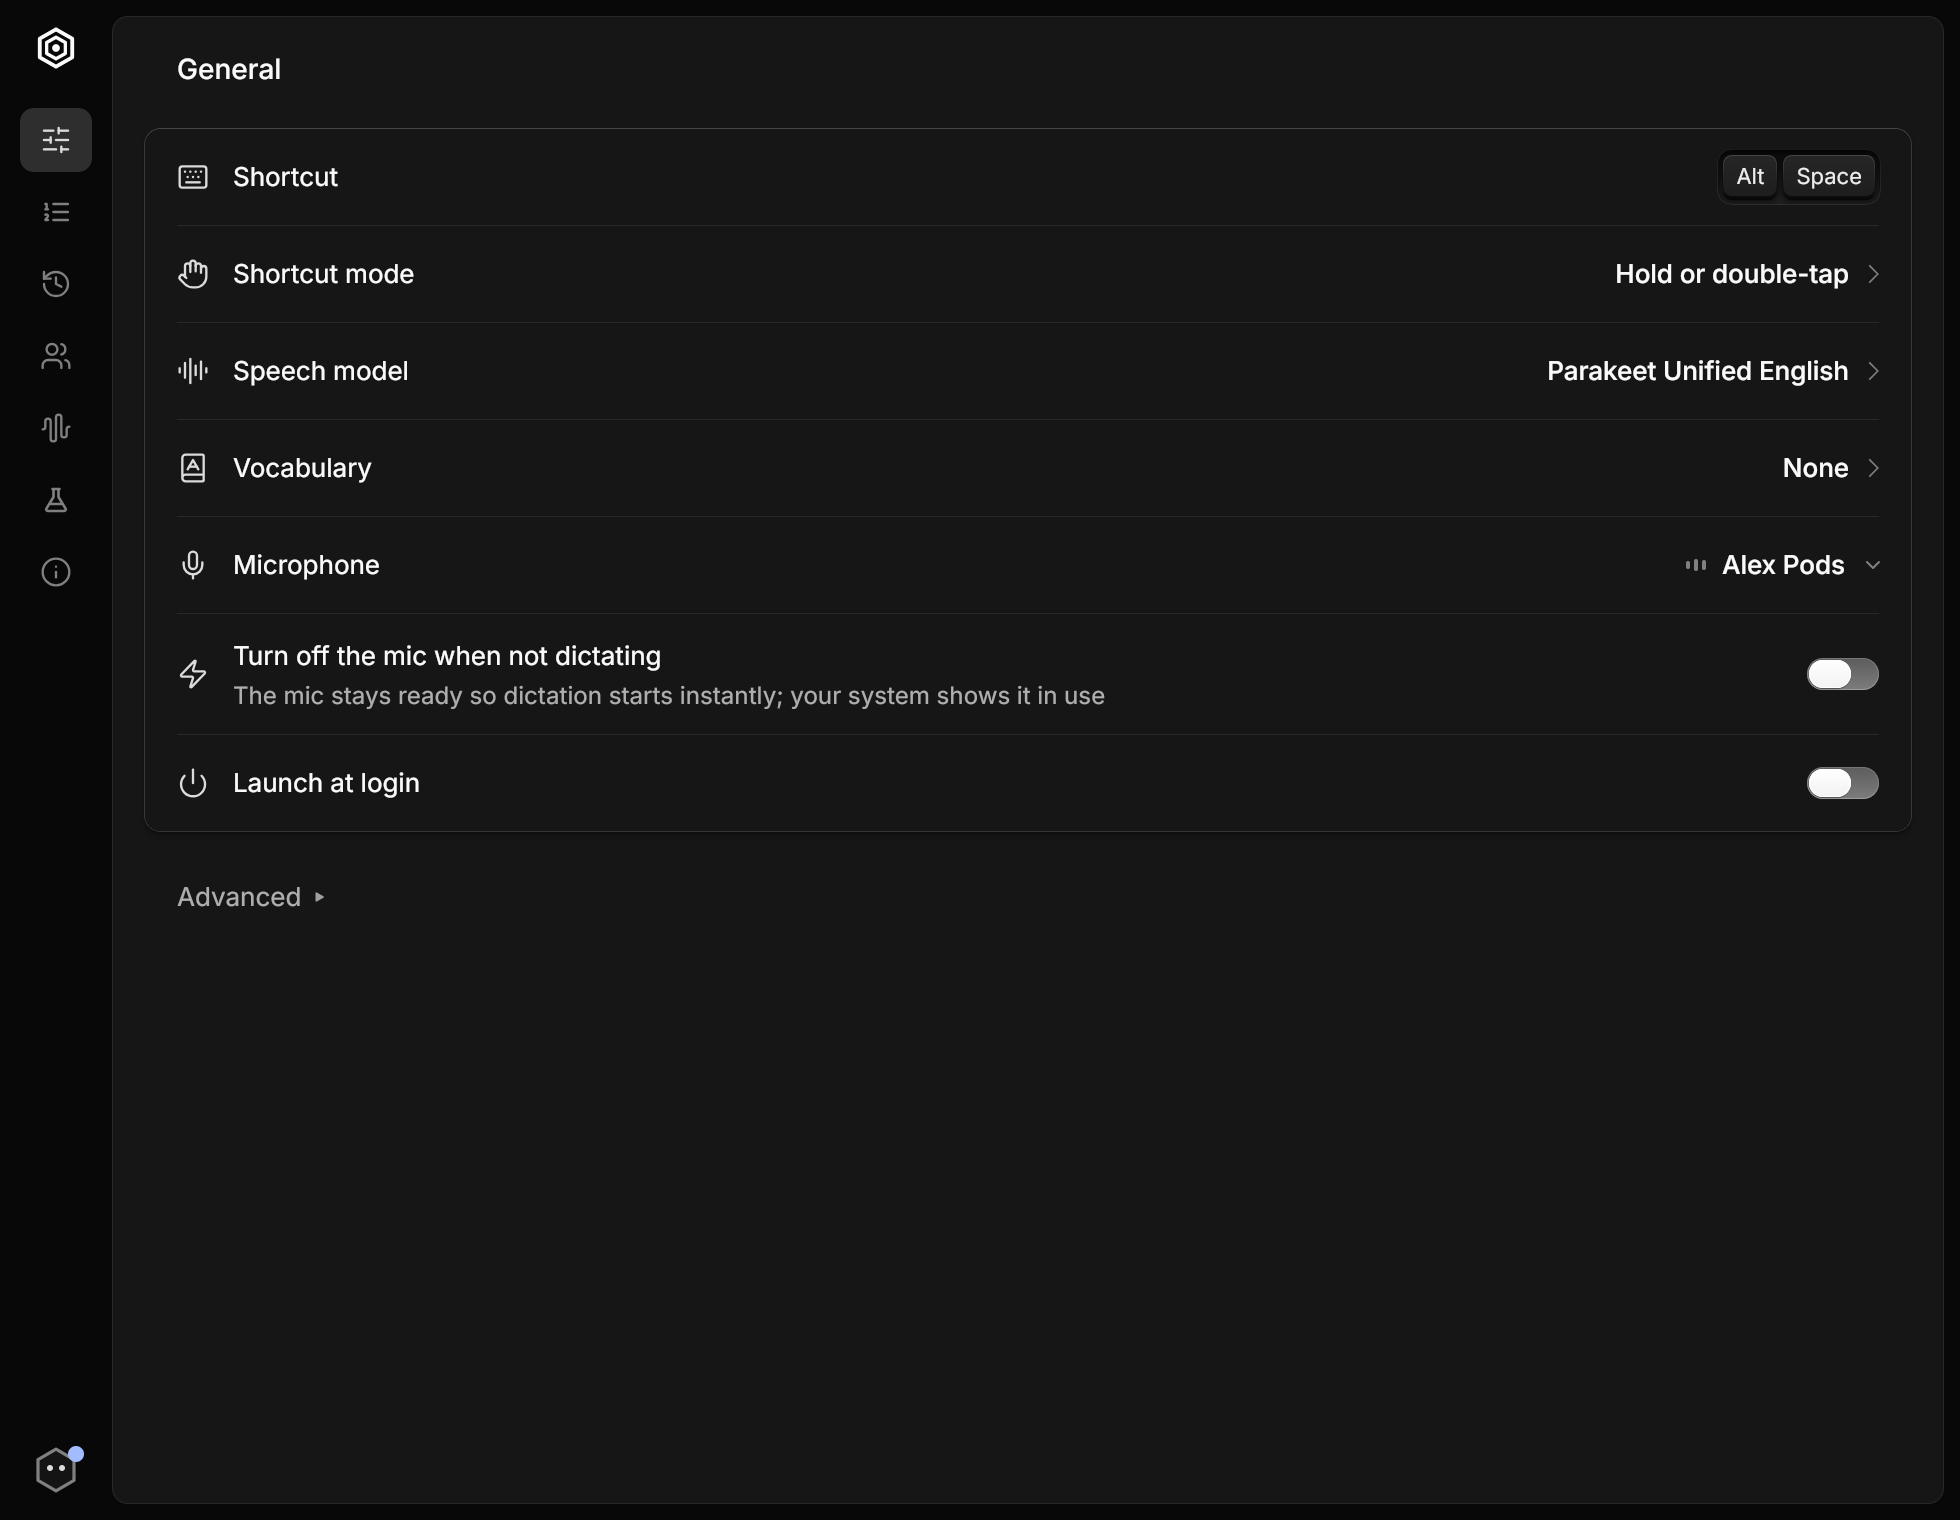 General
Shortcut
Alt Space
Shortcut mode
Hold or double-tap
Speech model
Parakeet Unified English
Vocabulary
None
Microphone
Alex Pods
Turn off the mic when not dictating
The mic stays ready so dictation starts instantly; your system shows it in use
Launch at login
Advanced